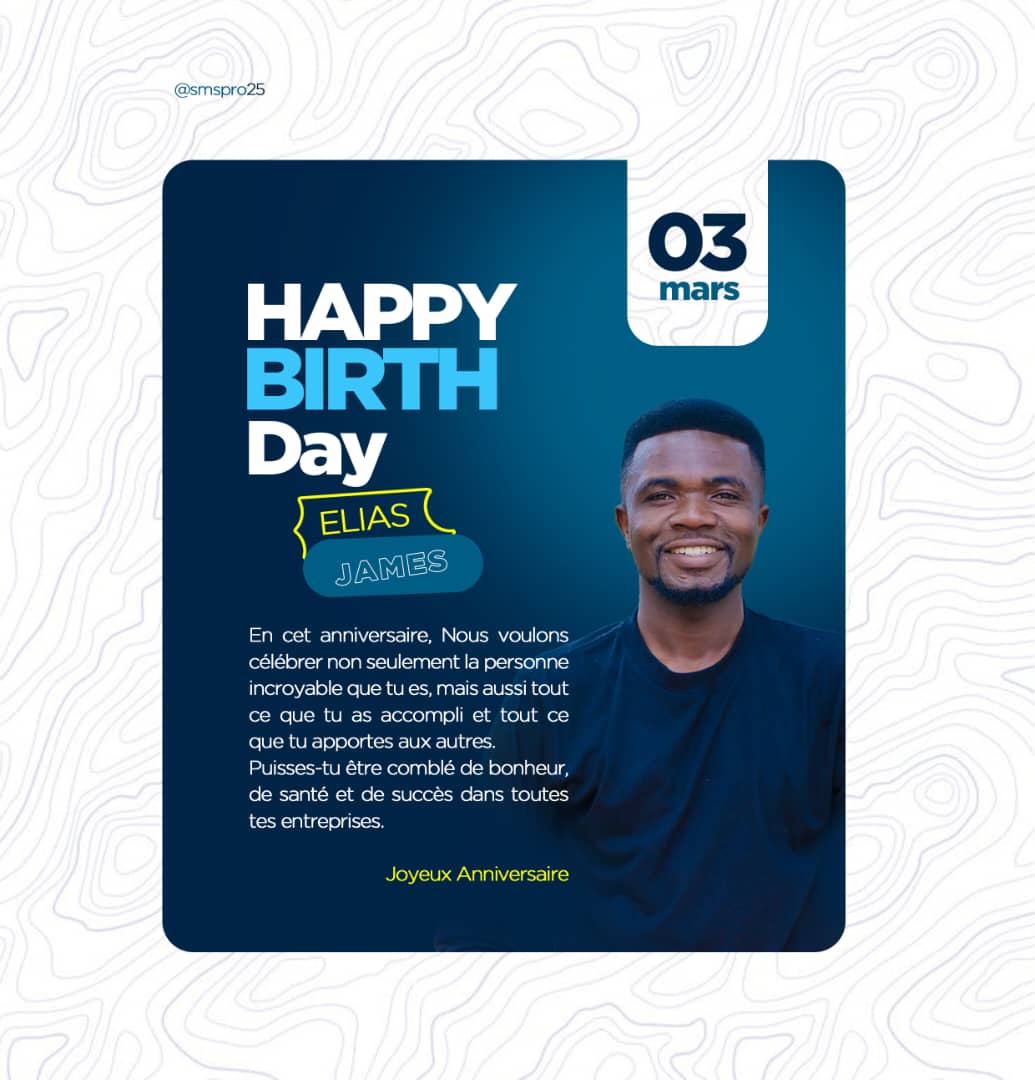 @smspro25
03
mars
HAPPY
BIRTH
Day
ELIAS
JAMES
En cet anniversaire, Nous voulons
célébrer non seulement la personne
incroyable que tu es, mais aussi tout
ce que tu as accompli et tout ce
que tu apportes aux autres.
Puisses-tu être comblé de bonheur,
de santé et de succès dans toutes
tes entreprises.
Joyeux Anniversaire